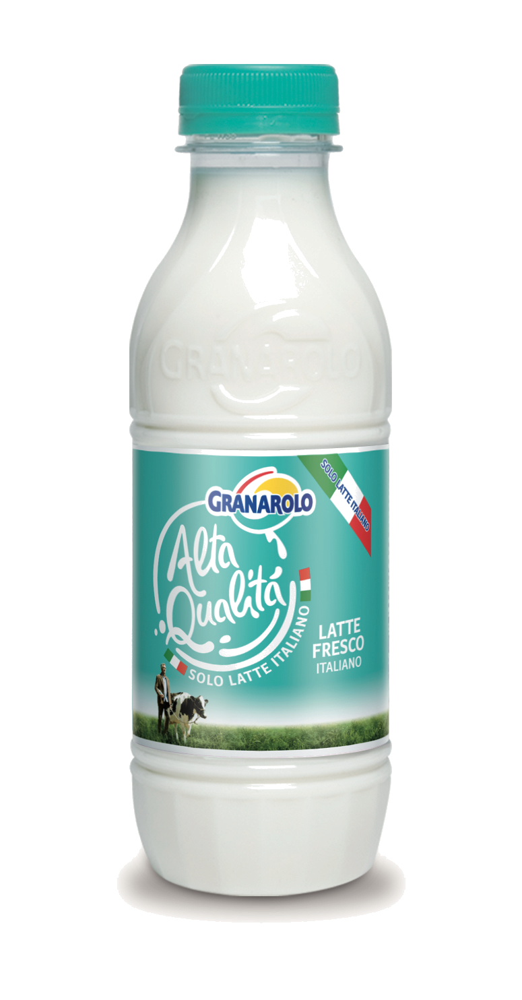 GRANAROLO
SOLO LATTE ITALIANO
GRANAROLO
Alta
Qualitá
SOLO LATTE ITALIANO
LATTE
FRESCO
ITALIANO